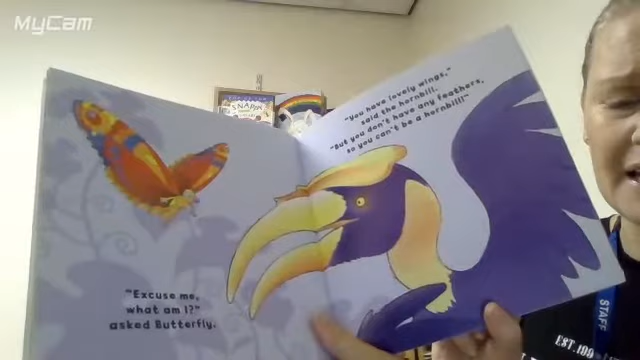 MyCam
SNAPPY
"You have lovely wings,"
said the hornbill.
"But you don't have any feathers,
so you can't be a hornbill!"
"Excuse me,
what am I?"
asked Butterfly.
STAFF
EST.